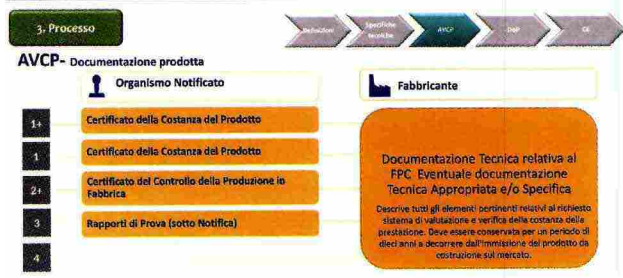 3. Processo
Definizioni
Specifiche
tecniche
AVCP
DoP
CE
AVCP- Documentazione prodotta
Organismo Notificato
Fabbricante
1+
Certificato della Costanza del Prodotto
1
Certificato della Costanza del Prodotto
2+
Certificato del Controllo della Produzione in
Fabbrica
3
Rapporti di Prova (sotto Notifica)
4
Documentazione Tecnica relativa al
FPC Eventuale documentazione
Tecnica Appropriata e/o Specifica
Descrive tutti gli elementi pertinenti relativi al richiesto
sistema di valutazione e verifica della costanza della
prestazione. Deve essere conservata per un periodo di
dieci anni a decorrere dall'immissione del prodotto da
costruzione sul mercato.